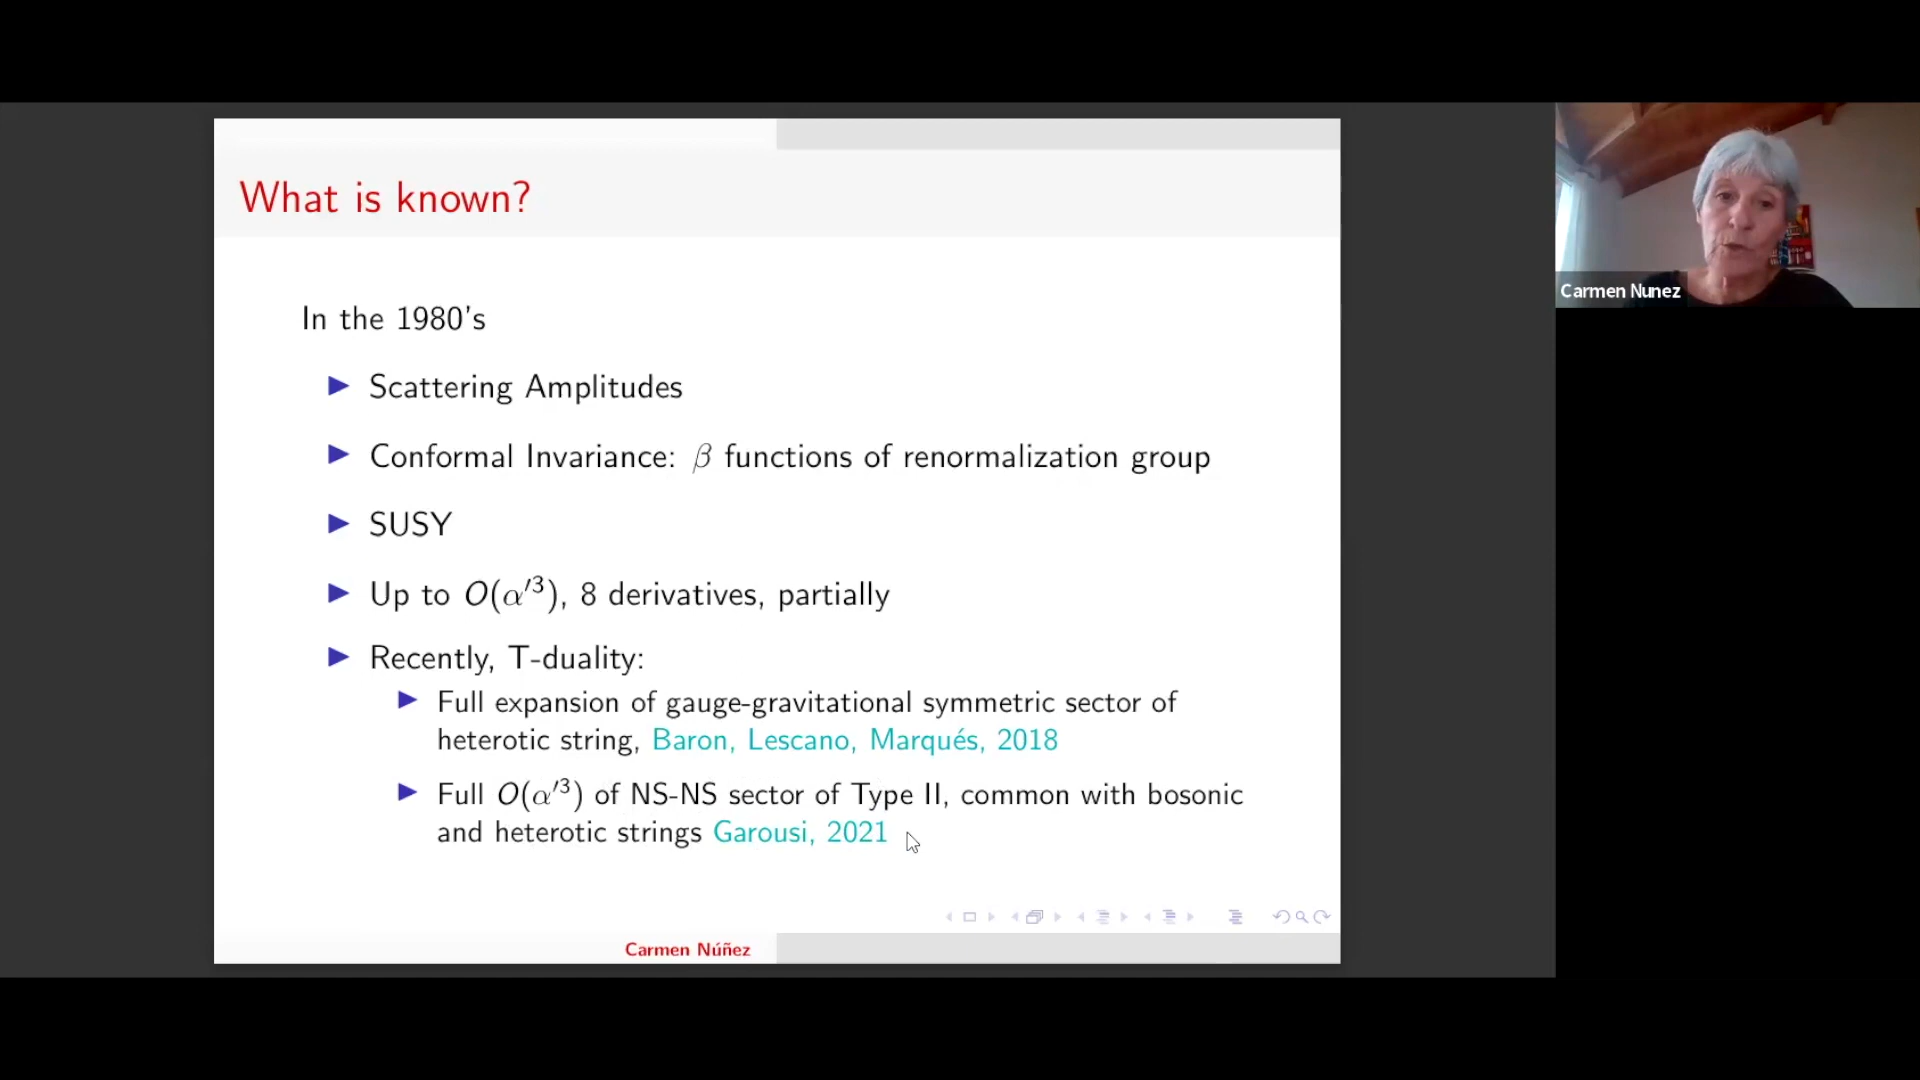 What is known?
In the 1980's
Scattering Amplitudes
Conformal Invariance: β functions of renormalization group
SUSY
Up to O(α′³), 8 derivatives, partially
Recently, T-duality:
Full expansion of gauge-gravitational symmetric sector of
heterotic string, Baron, Lescano, Marqués, 2018
Full O(α′³) of NS-NS sector of Type II, common with bosonic
and heterotic strings Garousi, 2021
Carmen Núñez
Carmen Nunez